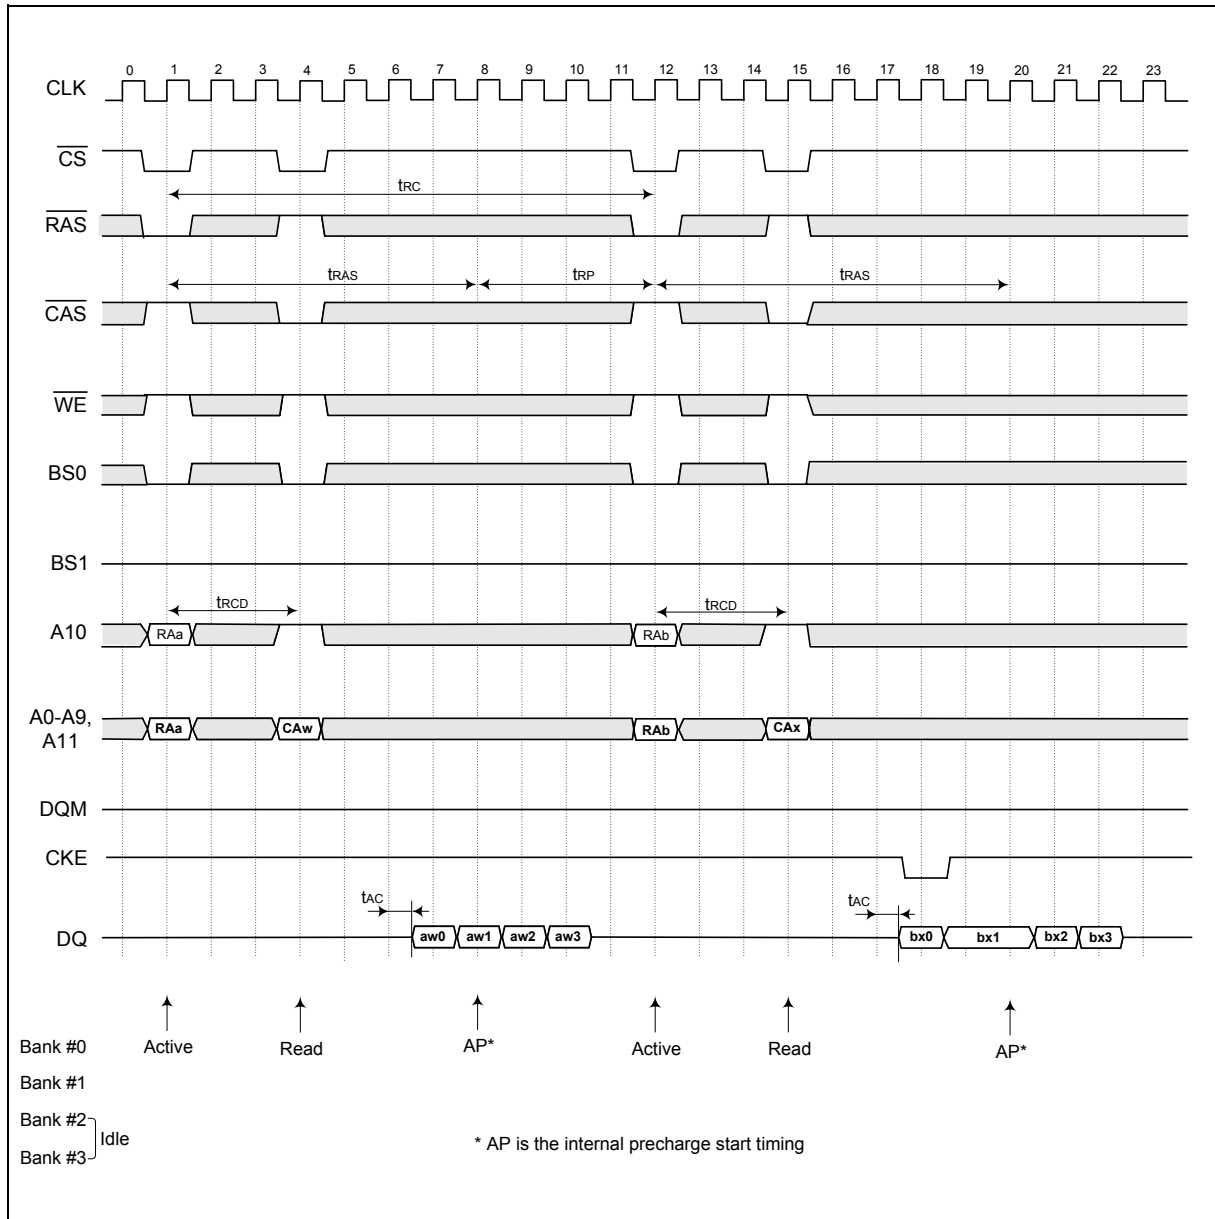 0 1 2 3 4 5 6 7 8 9 10 11 12 13 14 15 16 17 18 19 20 21 22 23
CLK
CS
tRC
RAS
tRAS tRP tRAS
CAS
WE
BS0
BS1
tRCD tRCD
A10 RAa RAb
A0-A9,
A11
RAa CAw RAb CAx
DQM
CKE
tAC tAC
DQ aw0 aw1 aw2 aw3 bx0 bx1 bx2 bx3
Bank #0 Active Read AP* Active Read AP*
Bank #1
Bank #2
Idle
Bank #3
* AP is the internal precharge start timing